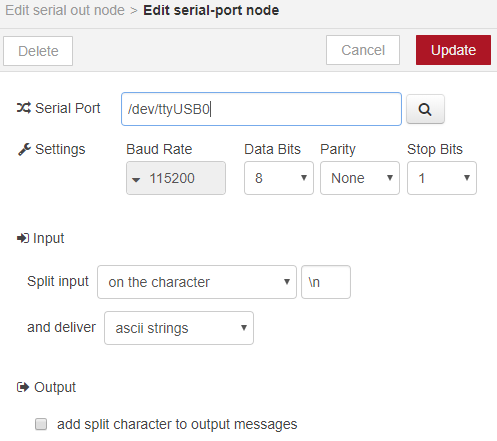 Edit serial out node > Edit serial-port node
Delete Cancel Update
Serial Port /dev/ttyUSB0
Settings Baud Rate Data Bits Parity Stop Bits
115200 8 None 1
Input
Split input on the character \n
and deliver ascii strings
Output
add split character to output messages